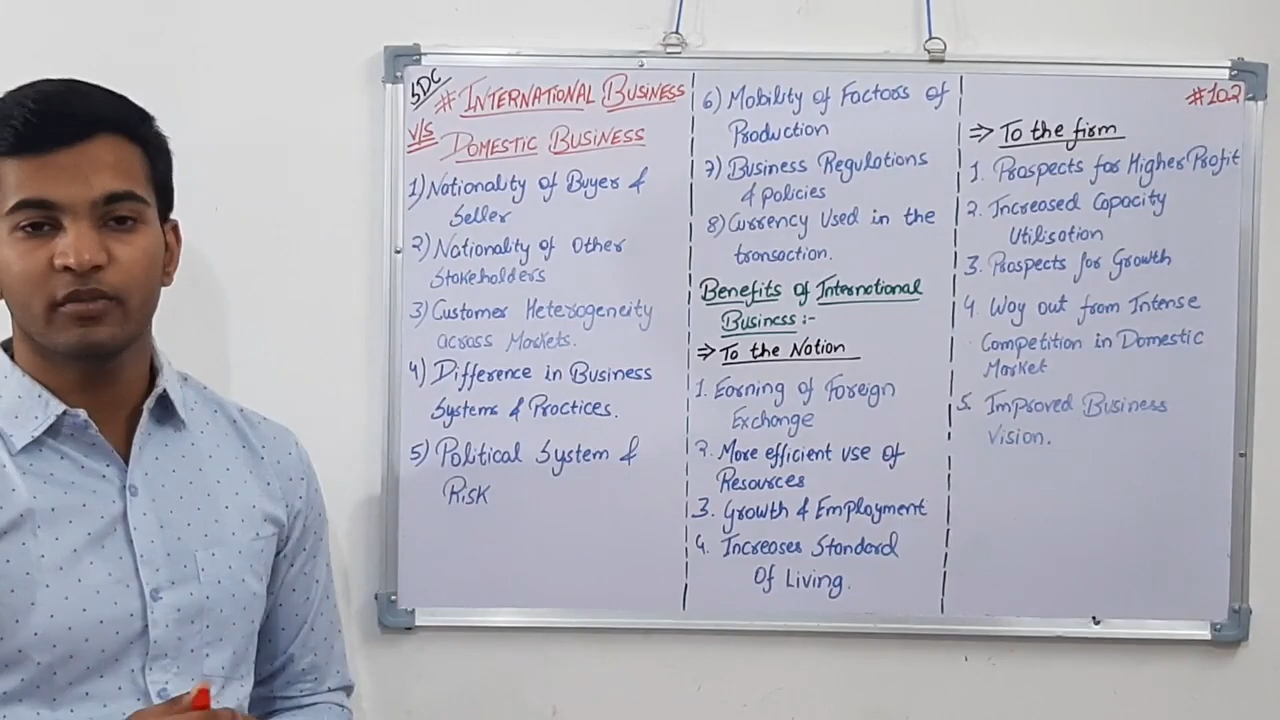 SDC
# INTERNATIONAL BUSINESS
V/S
DOMESTIC BUSINESS
1) Nationality of Buyer &
Seller
2) Nationality of Other
Stakeholders
3) Customer Heterogeneity
across Markets.
4) Difference in Business
Systems & Practices.
5) Political System &
Risk
6) Mobility of Factors of
Production
7) Business Regulations
& policies
8) Currency Used in the
transaction.
Benefits of International
Business :-
⇒ To the Nation
1. Earning of Foreign
Exchange
2. More efficient use of
Resources
3. Growth & Employment
4. Increases Standard
Of Living.
#102
⇒ To the firm
1. Prospects for Higher Profit
2. Increased Capacity
Utilisation
3. Prospects for Growth
4. Way out from Intense
Competition in Domestic
Market
5. Improved Business
Vision.